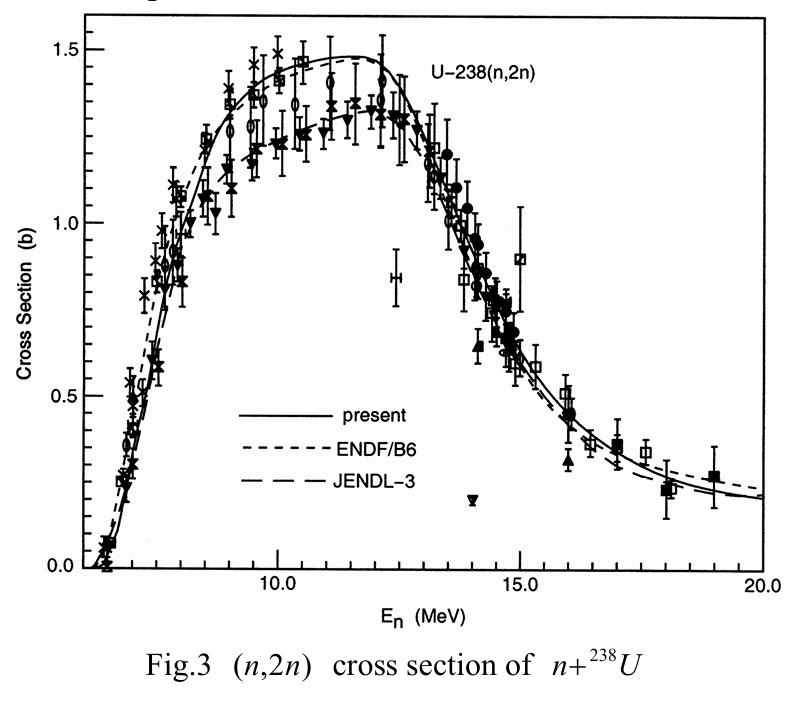 1.5
1.0
0.5
0.0
Cross Section (b)
U-238(n,2n)
present
ENDF/B6
JENDL-3
10.0 15.0 20.0
En (MeV)
Fig.3 (n,2n) cross section of n+²³⁸U